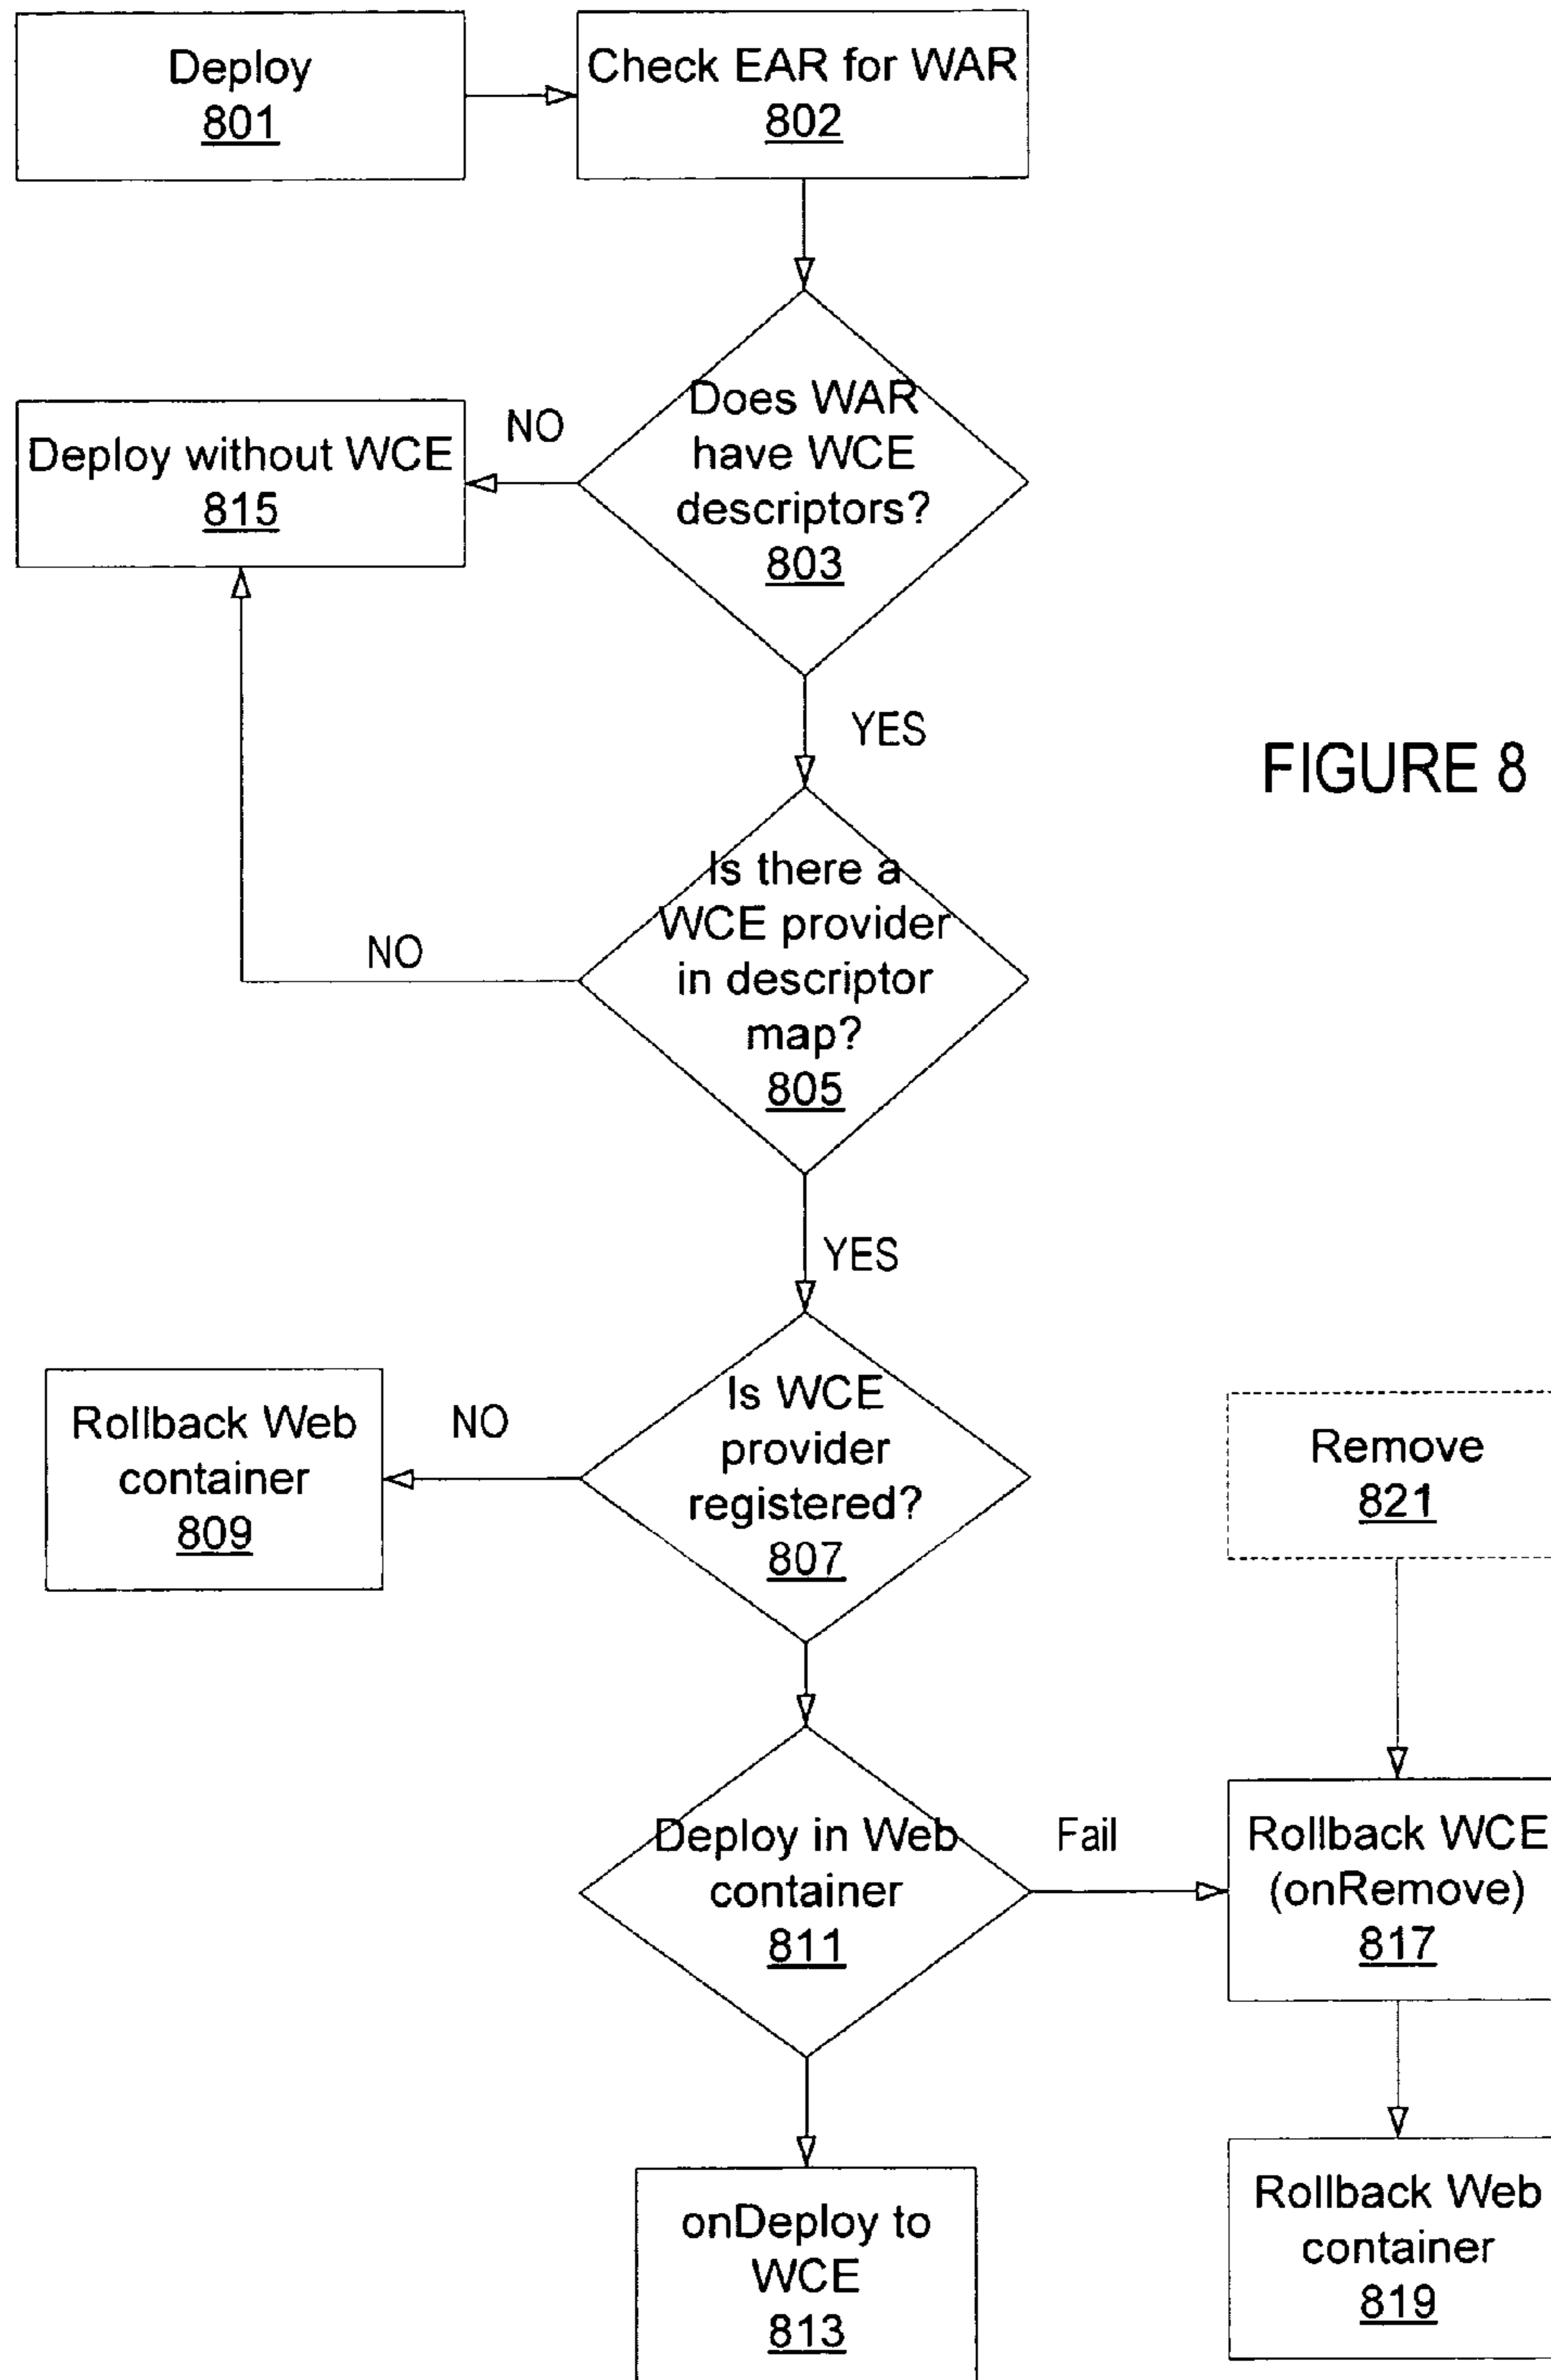 Deploy
801
Check EAR for WAR
802
Does WAR
have WCE
descriptors?
803
NO
Deploy without WCE
815
YES
FIGURE 8
Is there a
WCE provider
in descriptor
map?
805
NO
YES
Is WCE
provider
registered?
807
NO
Rollback Web
container
809
Remove
821
Deploy in Web
container
811
Fail
Rollback WCE
(onRemove)
817
onDeploy to
WCE
813
Rollback Web
container
819